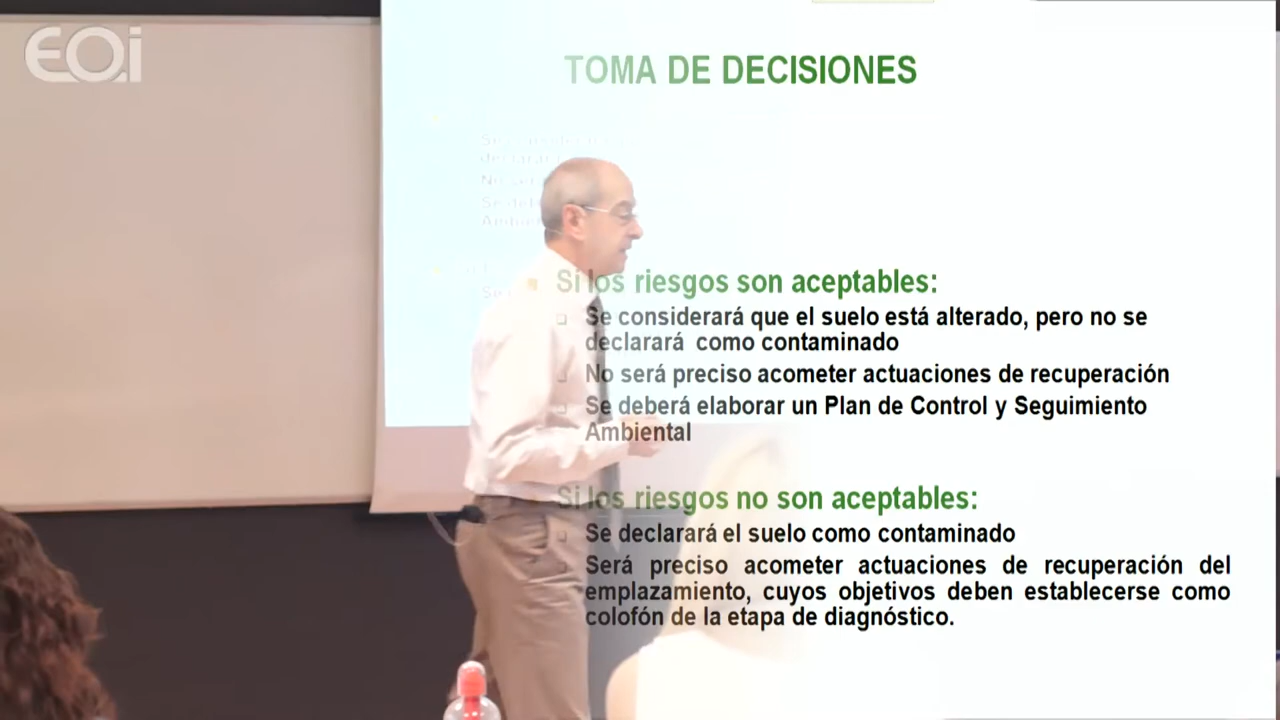 EOi
TOMA DE DECISIONES
Si los riesgos son aceptables:
Se considerará que el suelo está alterado, pero no se
declarará como contaminado
No será preciso acometer actuaciones de recuperación
Se deberá elaborar un Plan de Control y Seguimiento
Ambiental
Si los riesgos no son aceptables:
Se declarará el suelo como contaminado
Será preciso acometer actuaciones de recuperación del
emplazamiento, cuyos objetivos deben establecerse como
colofón de la etapa de diagnóstico.